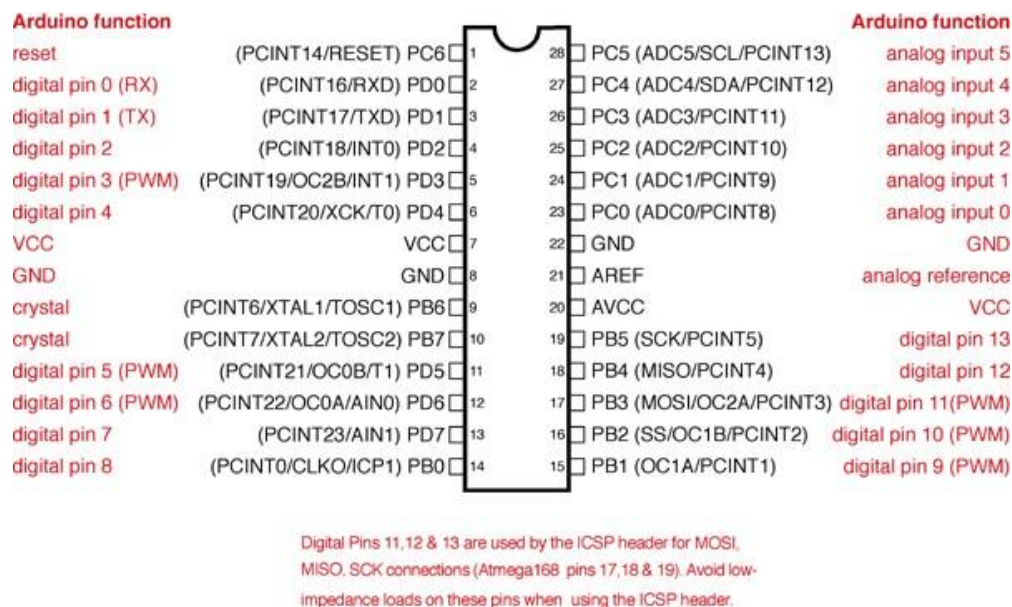 Arduino function Arduino function
reset (PCINT14/RESET) PC6 1 28 PC5 (ADC5/SCL/PCINT13) analog input 5
digital pin 0 (RX) (PCINT16/RXD) PD0 2 27 PC4 (ADC4/SDA/PCINT12) analog input 4
digital pin 1 (TX) (PCINT17/TXD) PD1 3 26 PC3 (ADC3/PCINT11) analog input 3
digital pin 2 (PCINT18/INT0) PD2 4 25 PC2 (ADC2/PCINT10) analog input 2
digital pin 3 (PWM) (PCINT19/OC2B/INT1) PD3 5 24 PC1 (ADC1/PCINT9) analog input 1
digital pin 4 (PCINT20/XCK/T0) PD4 6 23 PC0 (ADC0/PCINT8) analog input 0
VCC VCC 7 22 GND GND
GND GND 8 21 AREF analog reference
crystal (PCINT6/XTAL1/TOSC1) PB6 9 20 AVCC VCC
crystal (PCINT7/XTAL2/TOSC2) PB7 10 19 PB5 (SCK/PCINT5) digital pin 13
digital pin 5 (PWM) (PCINT21/OC0B/T1) PD5 11 18 PB4 (MISO/PCINT4) digital pin 12
digital pin 6 (PWM) (PCINT22/OC0A/AIN0) PD6 12 17 PB3 (MOSI/OC2A/PCINT3) digital pin 11(PWM)
digital pin 7 (PCINT23/AIN1) PD7 13 16 PB2 (SS/OC1B/PCINT2) digital pin 10 (PWM)
digital pin 8 (PCINT0/CLKO/ICP1) PB0 14 15 PB1 (OC1A/PCINT1) digital pin 9 (PWM)
Digital Pins 11,12 & 13 are used by the ICSP header for MOSI,
MISO, SCK connections (Atmega168 pins 17,18 & 19). Avoid low-
impedance loads on these pins when using the ICSP header.